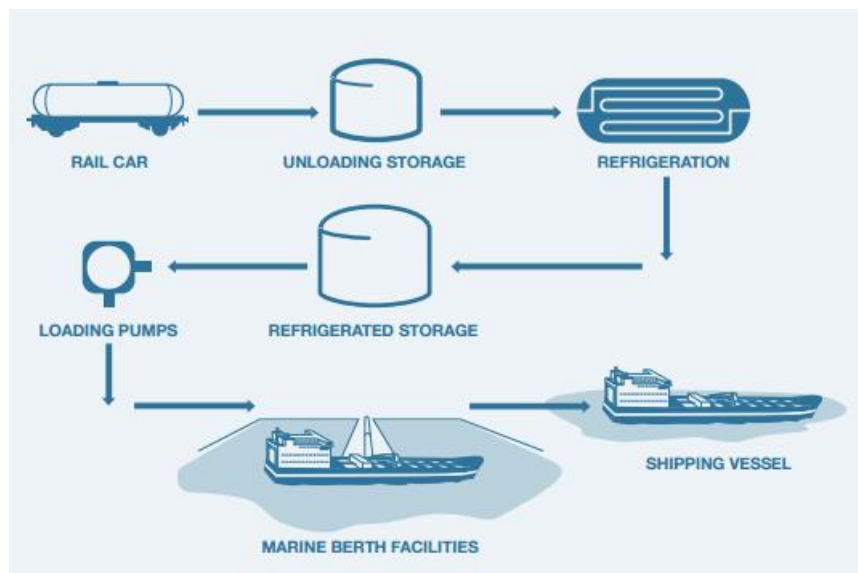 RAIL CAR
UNLOADING STORAGE
REFRIGERATION
LOADING PUMPS
REFRIGERATED STORAGE
SHIPPING VESSEL
MARINE BERTH FACILITIES